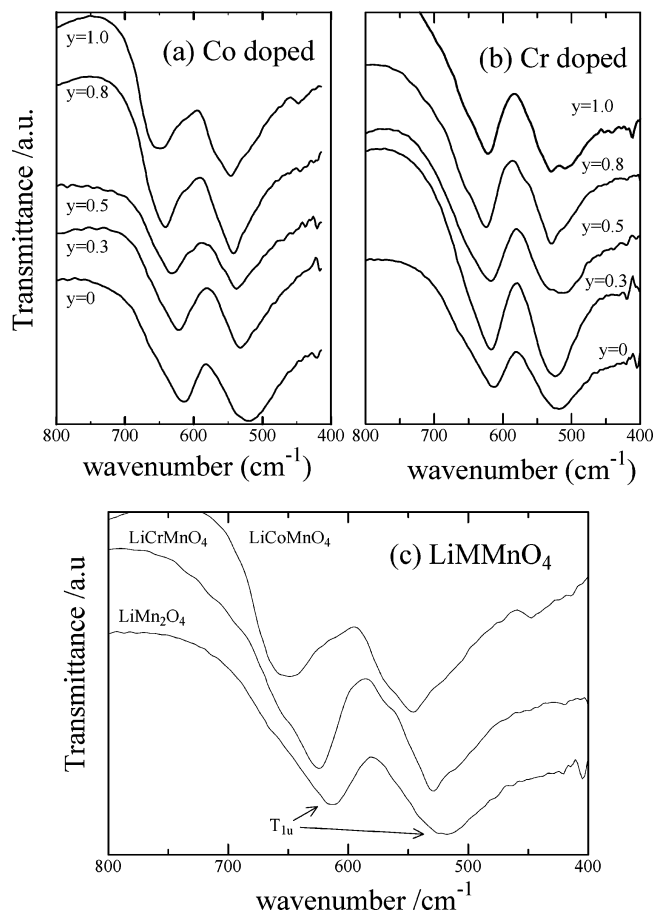 (a) Co doped
y=1.0
y=0.8
y=0.5
y=0.3
y=0
Transmittance /a.u.
800 700 600 500 400
wavenumber (cm⁻¹)
(b) Cr doped
y=1.0
y=0.8
y=0.5
y=0.3
y=0
800 700 600 500 400
wavenumber (cm⁻¹)
(c) LiMMnO₄
LiCrMnO₄ LiCoMnO₄
LiMn₂O₄
T₁ᵤ
Transmittance /a.u
800 700 600 500 400
wavenumber /cm⁻¹